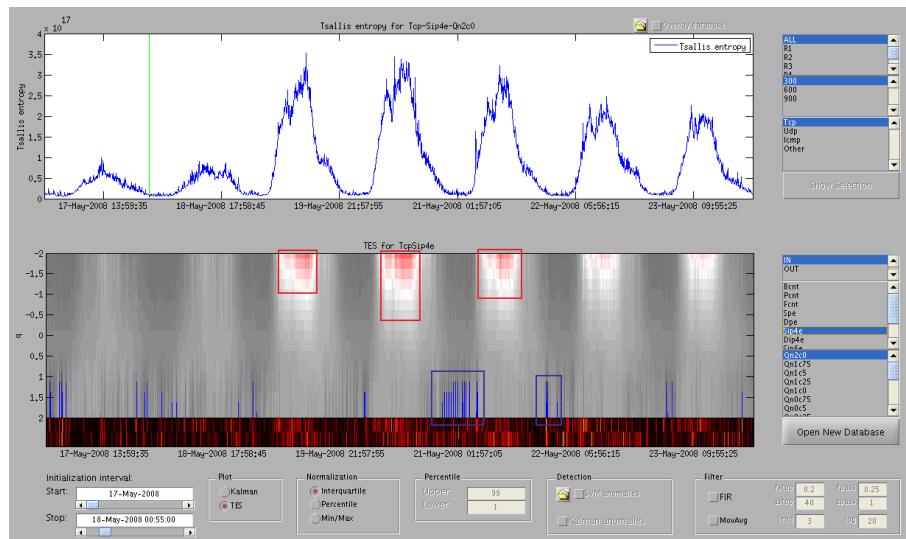 x 10^17
Tsallis entropy for Tcp-Sip4e-Qn2c0
Overlay database
4
3.5
3
2.5
2
1.5
1
0.5
0
Tsallis entropy
Tsallis entropy
17-May-2008 13:59:35
18-May-2008 17:58:45
19-May-2008 21:57:55
21-May-2008 01:57:05
22-May-2008 05:56:15
23-May-2008 09:55:25
ALL
R1
R2
R3
300
600
900
Tcp
Udp
Icmp
Other
Show Selection
TES for TcpSip4e
-2
-1.5
-1
-0.5
0
0.5
1
1.5
2
q
17-May-2008 13:59:35
18-May-2008 17:58:45
19-May-2008 21:57:55
21-May-2008 01:57:05
22-May-2008 05:56:15
23-May-2008 09:55:25
IN
OUT
Bcnt
Pcnt
Fcnt
Spe
Dpe
Sip4e
Dip4e
Sip6e
Qn2c0
Qn1c75
Qn1c5
Qn1c25
Qn1c0
Qn0c75
Qn0c5
Qn0c25
Open New Database
Initialization interval:
Start:
17-May-2008
Stop:
18-May-2008 00:55:00
Plot
Kalman
TES
Normalization
Interquartile
Percentile
Min/Max
Percentile
Upper:
99
Lower
1
Detection
SVM anomalies
Kalman anomalies
Filter
FIR
MovAvg
fstop
0.2
fpass
0.25
astop
40
apass
1
lead
3
lag
20